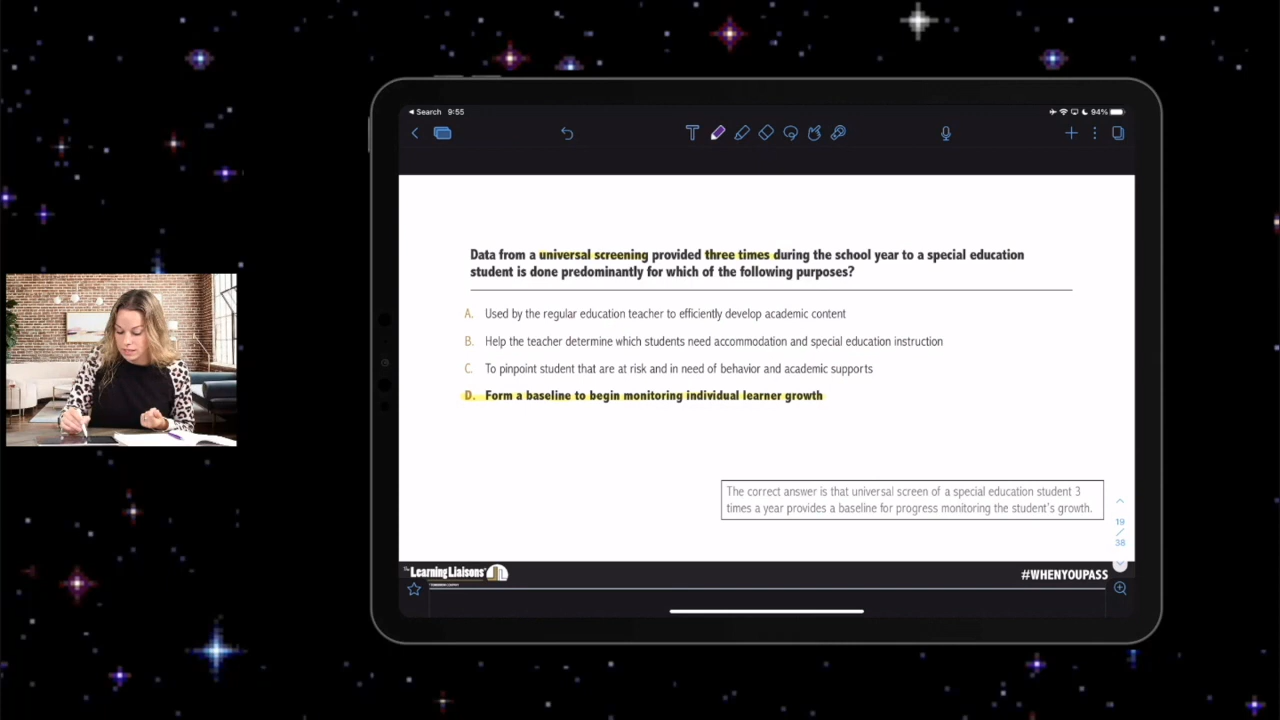 Search 9:55
94%
Data from a universal screening provided three times during the school year to a special education
student is done predominantly for which of the following purposes?
A. Used by the regular education teacher to efficiently develop academic content
B. Help the teacher determine which students need accommodation and special education instruction
C. To pinpoint student that are at risk and in need of behavior and academic supports
D. Form a baseline to begin monitoring individual learner growth
The correct answer is that universal screen of a special education student 3
times a year provides a baseline for progress monitoring the student's growth.
19
/
38
The Learning Liaisons
#WHENYOUPASS